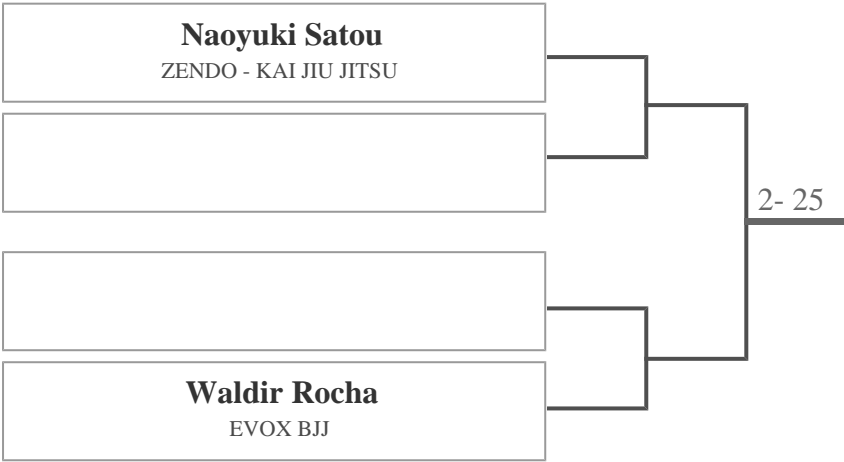 Naoyuki Satou
ZENDO - KAI JIU JITSU
2- 25
Waldir Rocha
EVOX BJJ